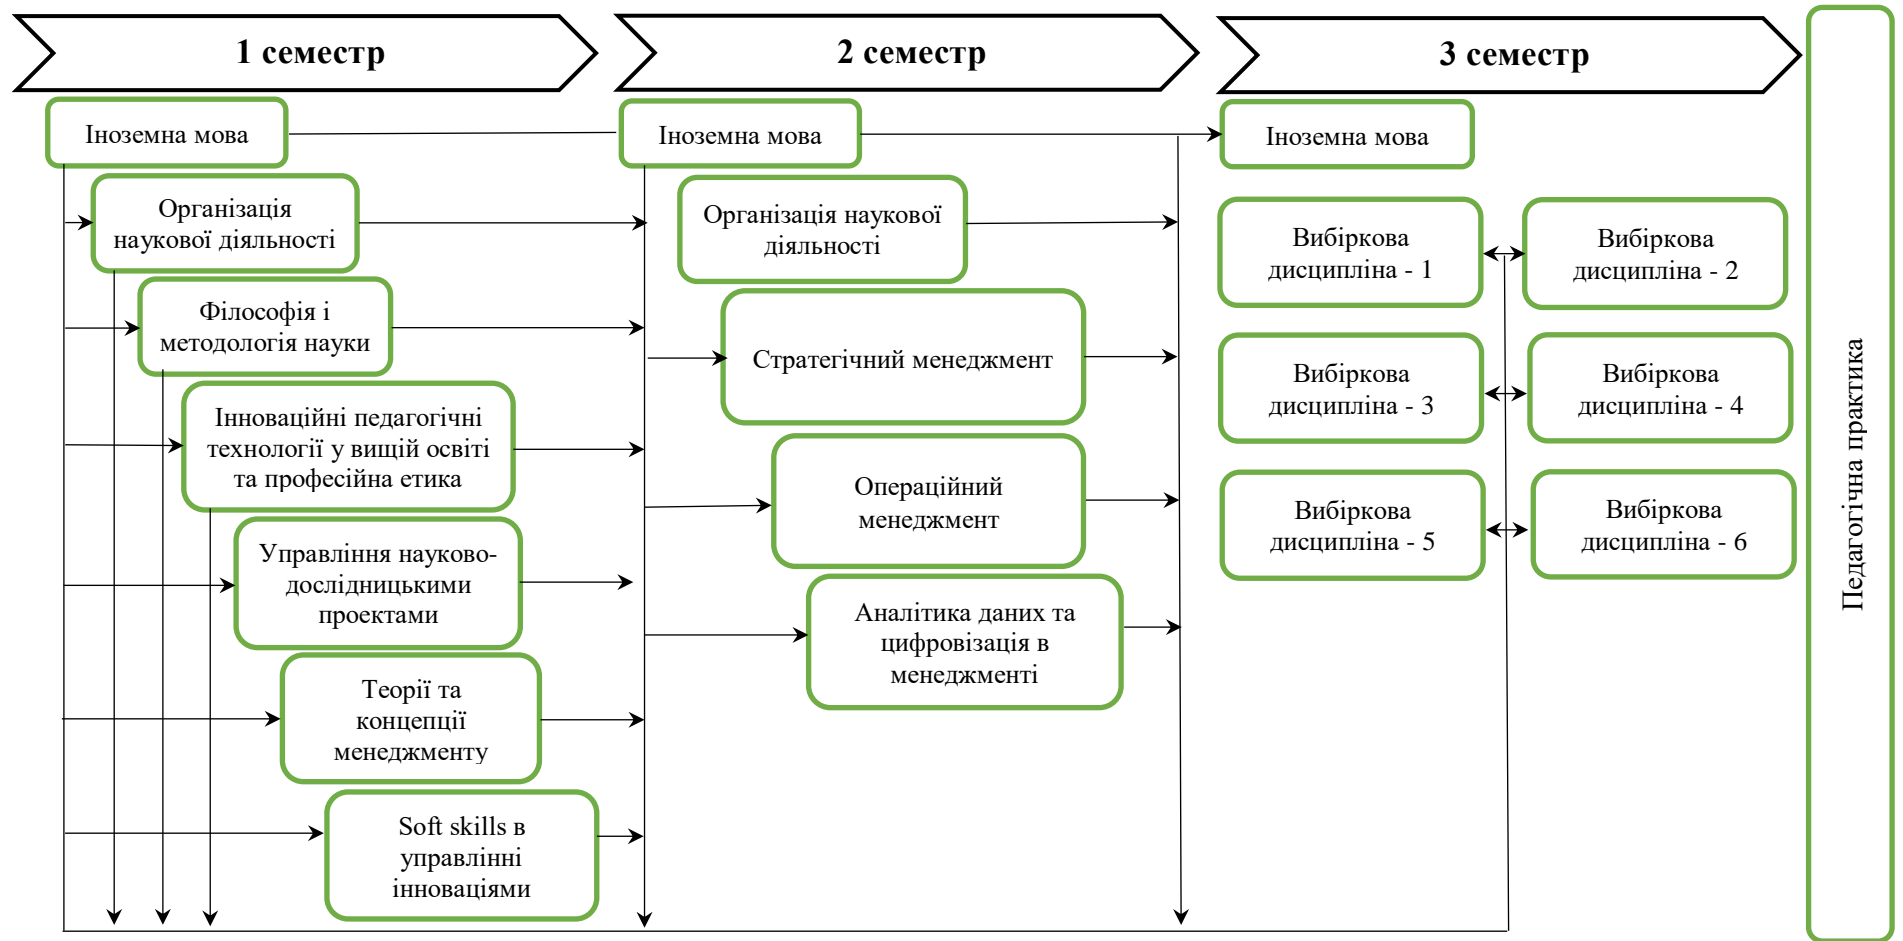 1 семестр
2 семестр
3 семестр
Іноземна мова
Іноземна мова
Іноземна мова
Організація
наукової діяльності
Філософія і
методологія науки
Інноваційні педагогічні
технології у вищій освіті
та професійна етика
Управління науково-
дослідницькими
проектами
Теорії та
концепції
менеджменту
Soft skills в
управлінні
інноваціями
Організація наукової
діяльності
Стратегічний менеджмент
Операційний
менеджмент
Аналітика даних та
цифровізація в
менеджменті
Вибіркова
дисципліна - 1
Вибіркова
дисципліна - 2
Вибіркова
дисципліна - 3
Вибіркова
дисципліна - 4
Вибіркова
дисципліна - 5
Вибіркова
дисципліна - 6
Педагогічна практика